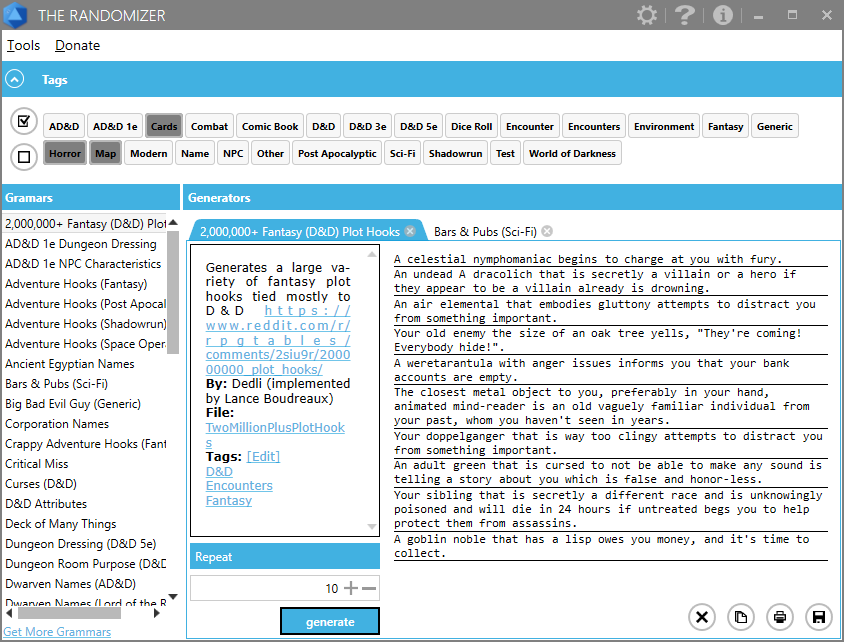 THE RANDOMIZER
Tools Donate
Tags
AD&D AD&D 1e Cards Combat Comic Book D&D D&D 3e D&D 5e Dice Roll Encounter Encounters Environment Fantasy Generic
Horror Map Modern Name NPC Other Post Apocalyptic Sci-Fi Shadowrun Test World of Darkness
Gramars
2,000,000+ Fantasy (D&D) Plot
AD&D 1e Dungeon Dressing
AD&D 1e NPC Characteristics
Adventure Hooks (Fantasy)
Adventure Hooks (Post Apocal
Adventure Hooks (Shadowrun)
Adventure Hooks (Space Oper
Ancient Egyptian Names
Bars & Pubs (Sci-Fi)
Big Bad Evil Guy (Generic)
Corporation Names
Crappy Adventure Hooks (Fant
Critical Miss
Curses (D&D)
D&D Attributes
Deck of Many Things
Dungeon Dressing (D&D 5e)
Dungeon Room Purpose (D&D
Dwarven Names (AD&D)
Dwarven Names (Lord of the R
Get More Grammars
Generators
2,000,000+ Fantasy (D&D) Plot Hooks Bars & Pubs (Sci-Fi)
Generates a large va-
riety of fantasy plot
hooks tied mostly to
D&D https://
www.reddit.com/r/
rpgtables/
comments/2siu9r/2000
00000_plot_hooks/
By: Dedli (implemented
by Lance Boudreaux)
File:
TwoMillionPlusPlotHook
s
Tags: [Edit]
D&D
Encounters
Fantasy
Repeat
10
generate
A celestial nymphomaniac begins to charge at you with fury.
An undead A dracolich that is secretly a villain or a hero if
they appear to be a villain already is drowning.
An air elemental that embodies gluttony attempts to distract you
from something important.
Your old enemy the size of an oak tree yells, "They're coming!
Everybody hide!".
A weretarantula with anger issues informs you that your bank
accounts are empty.
The closest metal object to you, preferably in your hand,
animated mind-reader is an old vaguely familiar individual from
your past, whom you haven't seen in years.
Your doppelganger that is way too clingy attempts to distract you
from something important.
An adult green that is cursed to not be able to make any sound is
telling a story about you which is false and honor-less.
Your sibling that is secretly a different race and is unknowingly
poisoned and will die in 24 hours if untreated begs you to help
protect them from assassins.
A goblin noble that has a lisp owes you money, and it's time to
collect.